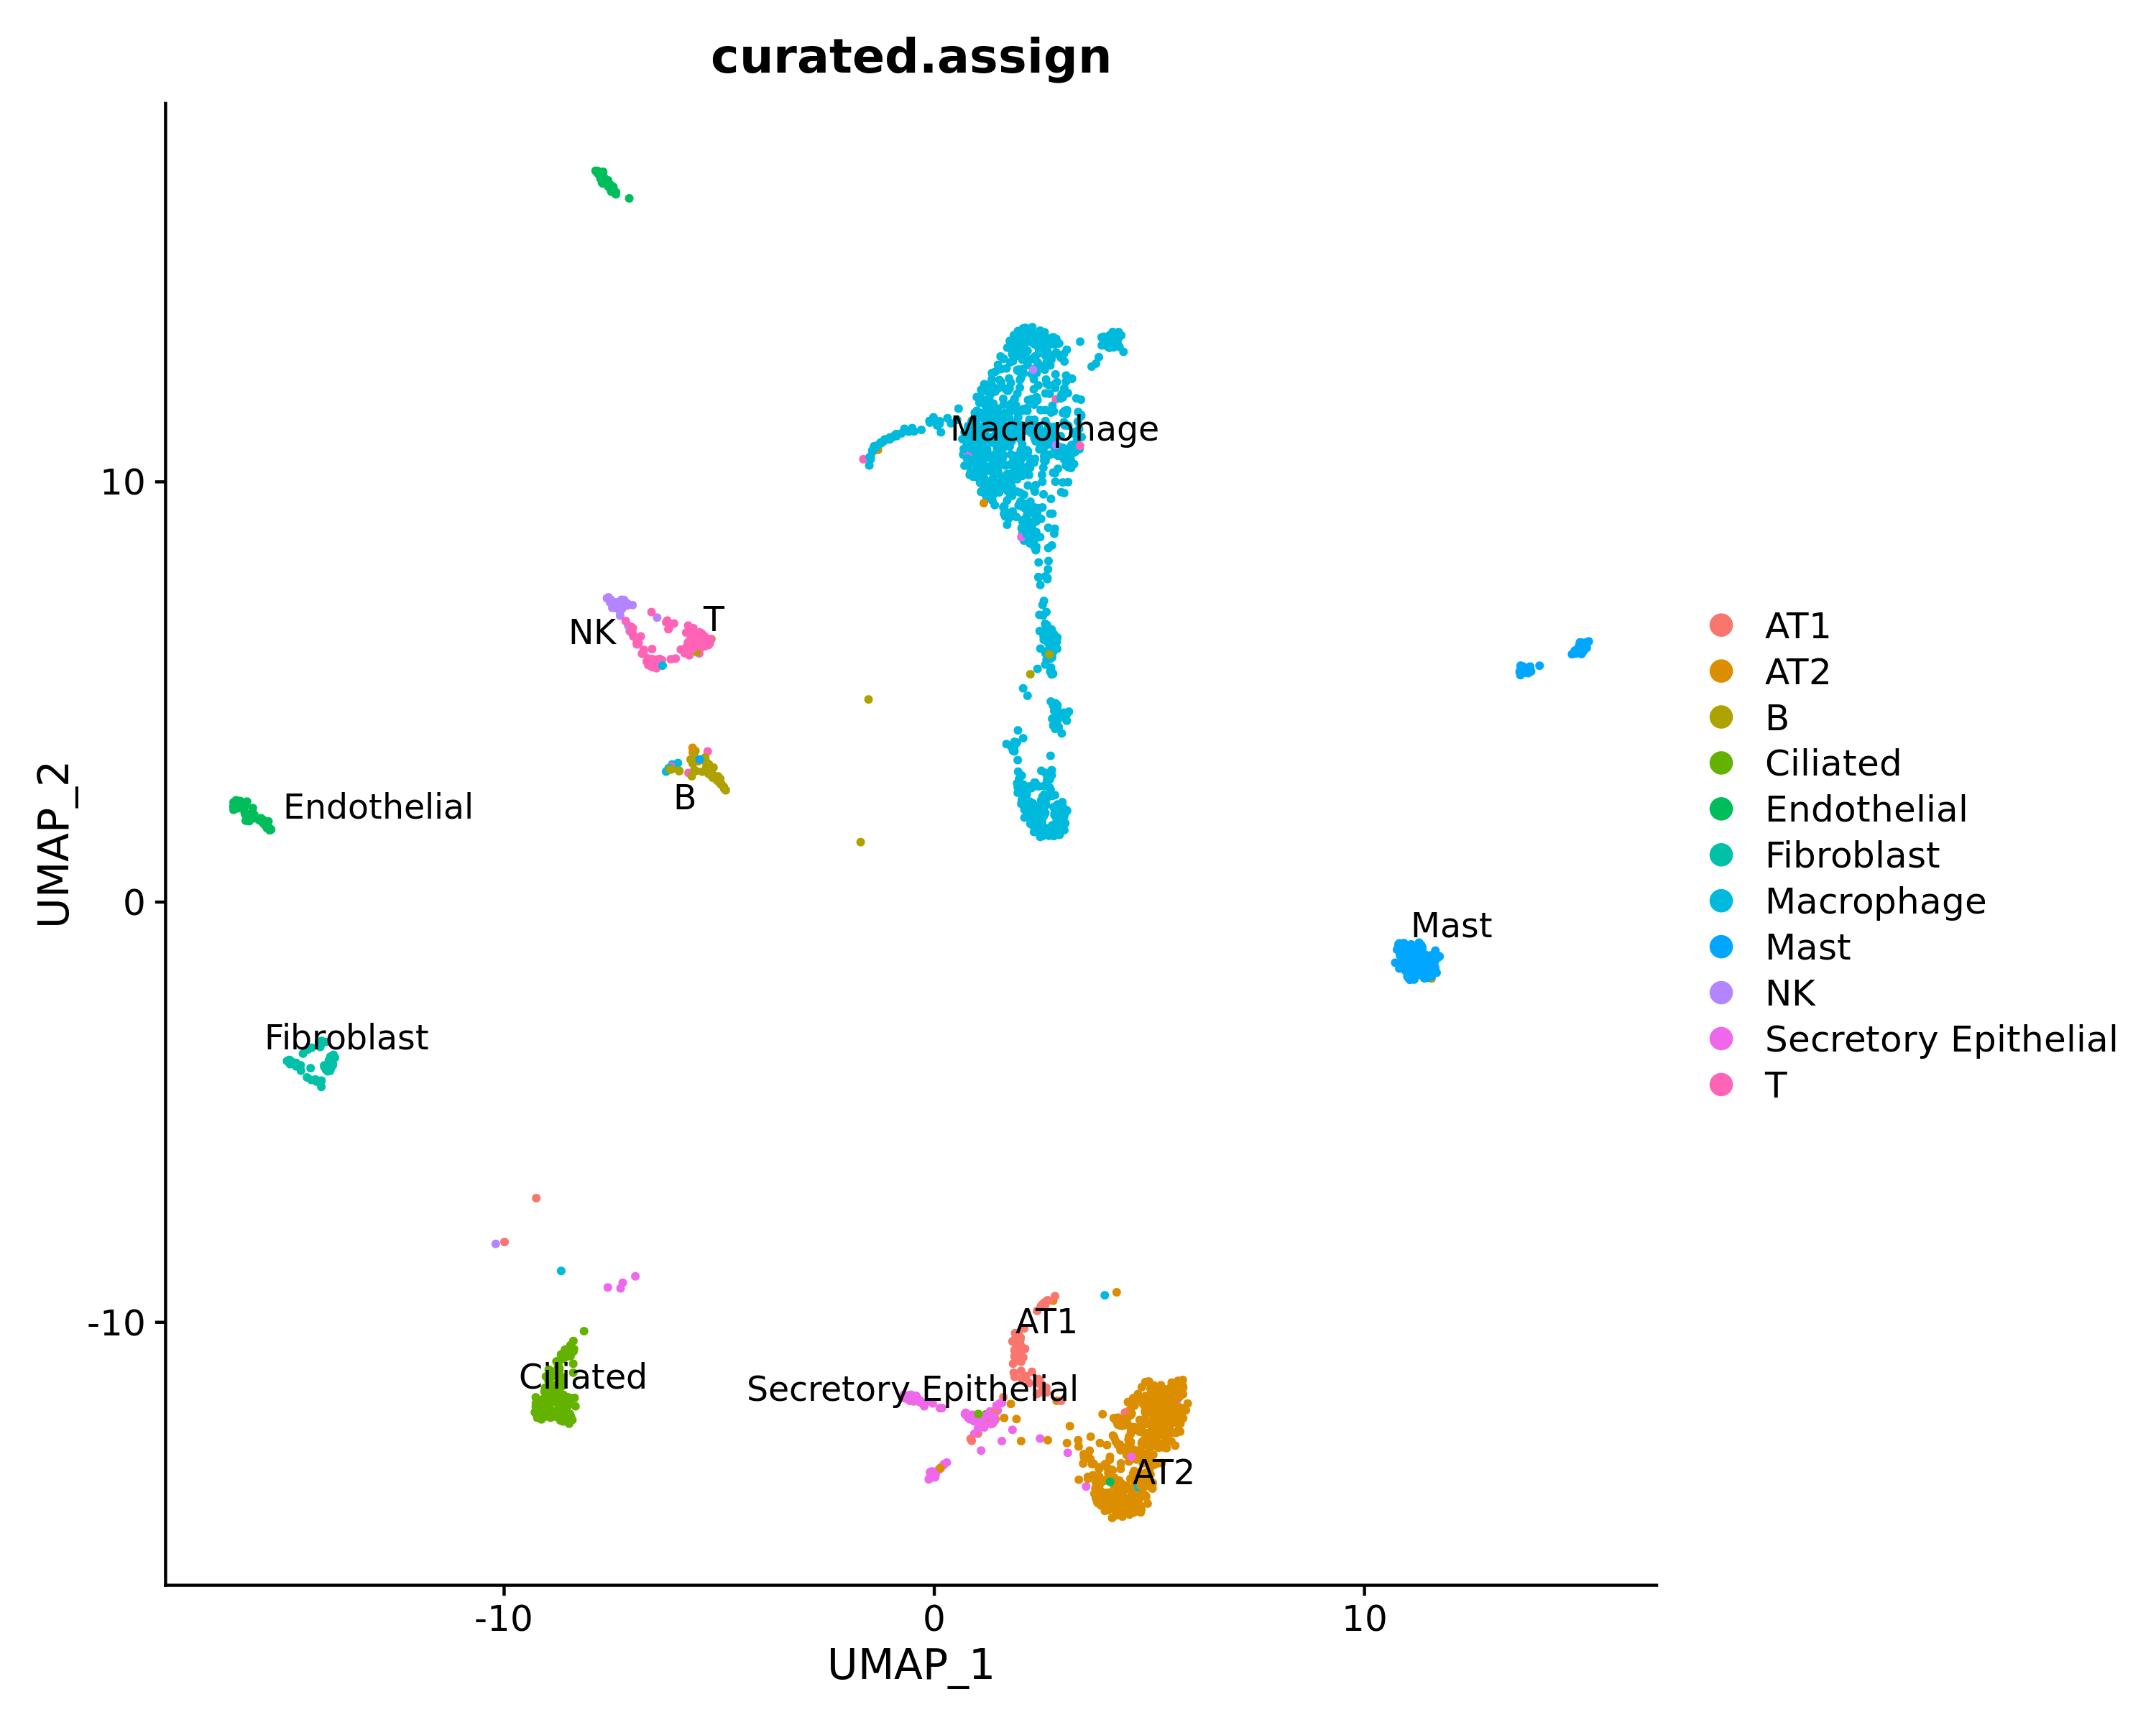 curated.assign
UMAP_2
10
0
-10
-10
0
10
UMAP_1
Macrophage
NK
T
B
Endothelial
Mast
Fibroblast
AT1
Ciliated
Secretory Epithelial
AT2
AT1
AT2
B
Ciliated
Endothelial
Fibroblast
Macrophage
Mast
NK
Secretory Epithelial
T